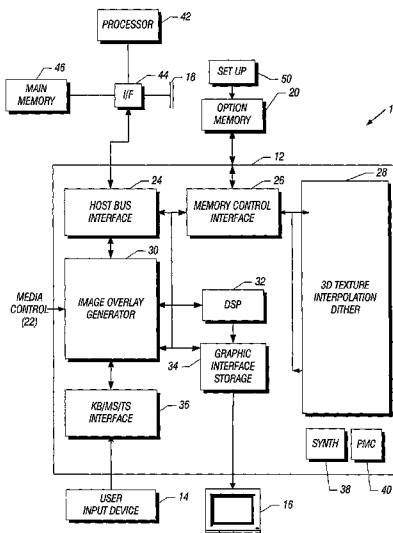 42
PROCESSOR
46
44
18
50
SET UP
MAIN
MEMORY
I/F
20
OPTION
MEMORY
1
12
24
26
28
HOST BUS
INTERFACE
MEMORY CONTROL
INTERFACE
30
32
3D TEXTURE
INTERPOLATION
DITHER
MEDIA
CONTROL
(22)
IMAGE OVERLAY
GENERATOR
DSP
34
GRAPHIC
INTERFACE
STORAGE
KB/MS/TS
INTERFACE
36
SYNTH
PMC
38
40
USER
INPUT DEVICE
14
16